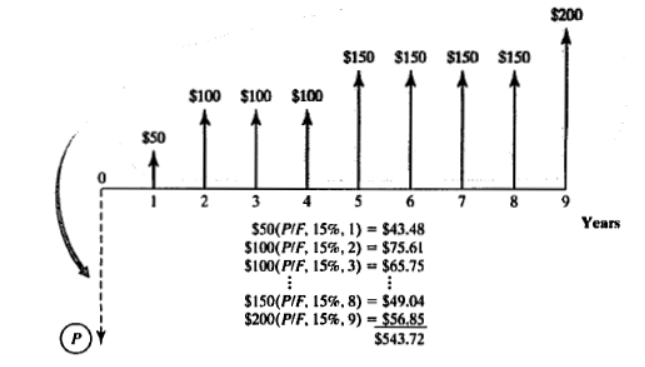 $200
$150 $150 $150 $150
$100 $100 $100
$50
0
1 2 3 4 5 6 7 8 9
Years
$50(P/F, 15%, 1) = $43.48
$100(P/F, 15%, 2) = $75.61
$100(P/F, 15%, 3) = $65.75
⋮ ⋮
$150(P/F, 15%, 8) = $49.04
$200(P/F, 15%, 9) = $56.85
$543.72
P